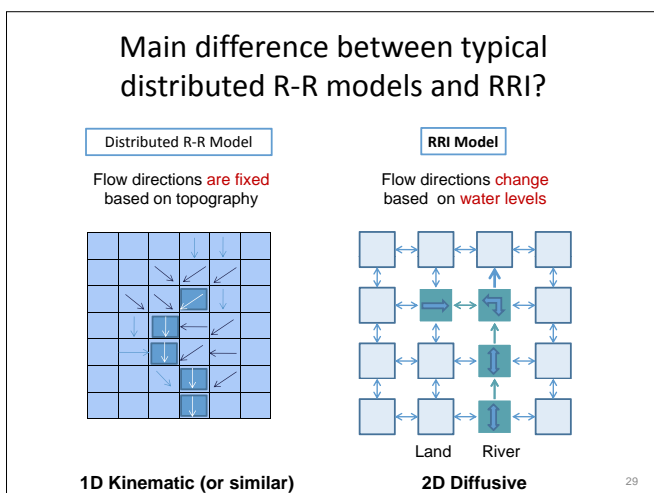 Main difference between typical
distributed R-R models and RRI?
Distributed R-R Model
Flow directions are fixed
based on topography
1D Kinematic (or similar)
RRI Model
Flow directions change
based on water levels
Land River
2D Diffusive
29